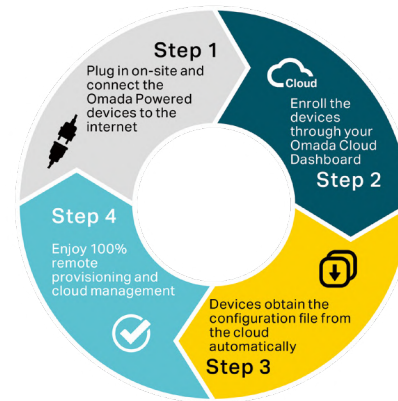 Step 1
Plug in on-site and
connect the
Omada Powered
devices to the
internet
Cloud
Enroll the
devices
through your
Omada Cloud
Dashboard
Step 2
Devices obtain the
configuration file from
the cloud
automatically
Step 3
Step 4
Enjoy 100%
remote
provisioning and
cloud management